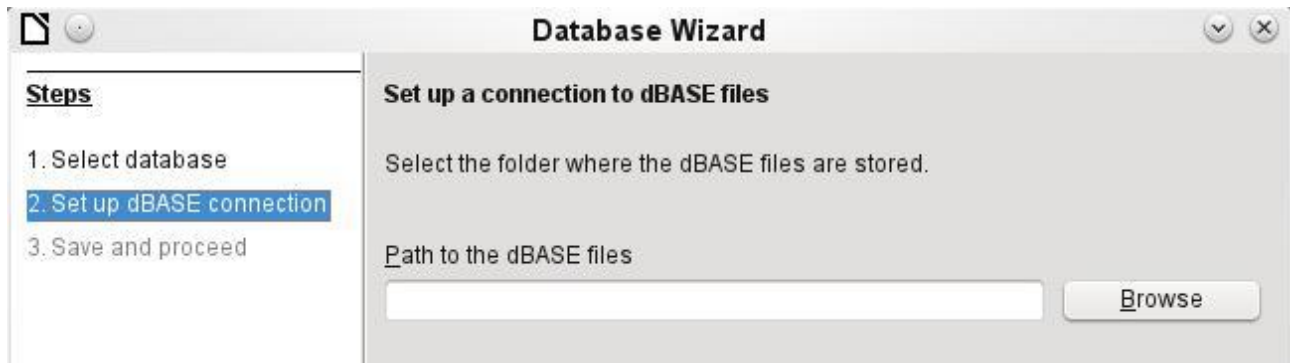 Database Wizard
Steps
1. Select database
2. Set up dBASE connection
3. Save and proceed
Set up a connection to dBASE files
Select the folder where the dBASE files are stored.
Path to the dBASE files
Browse